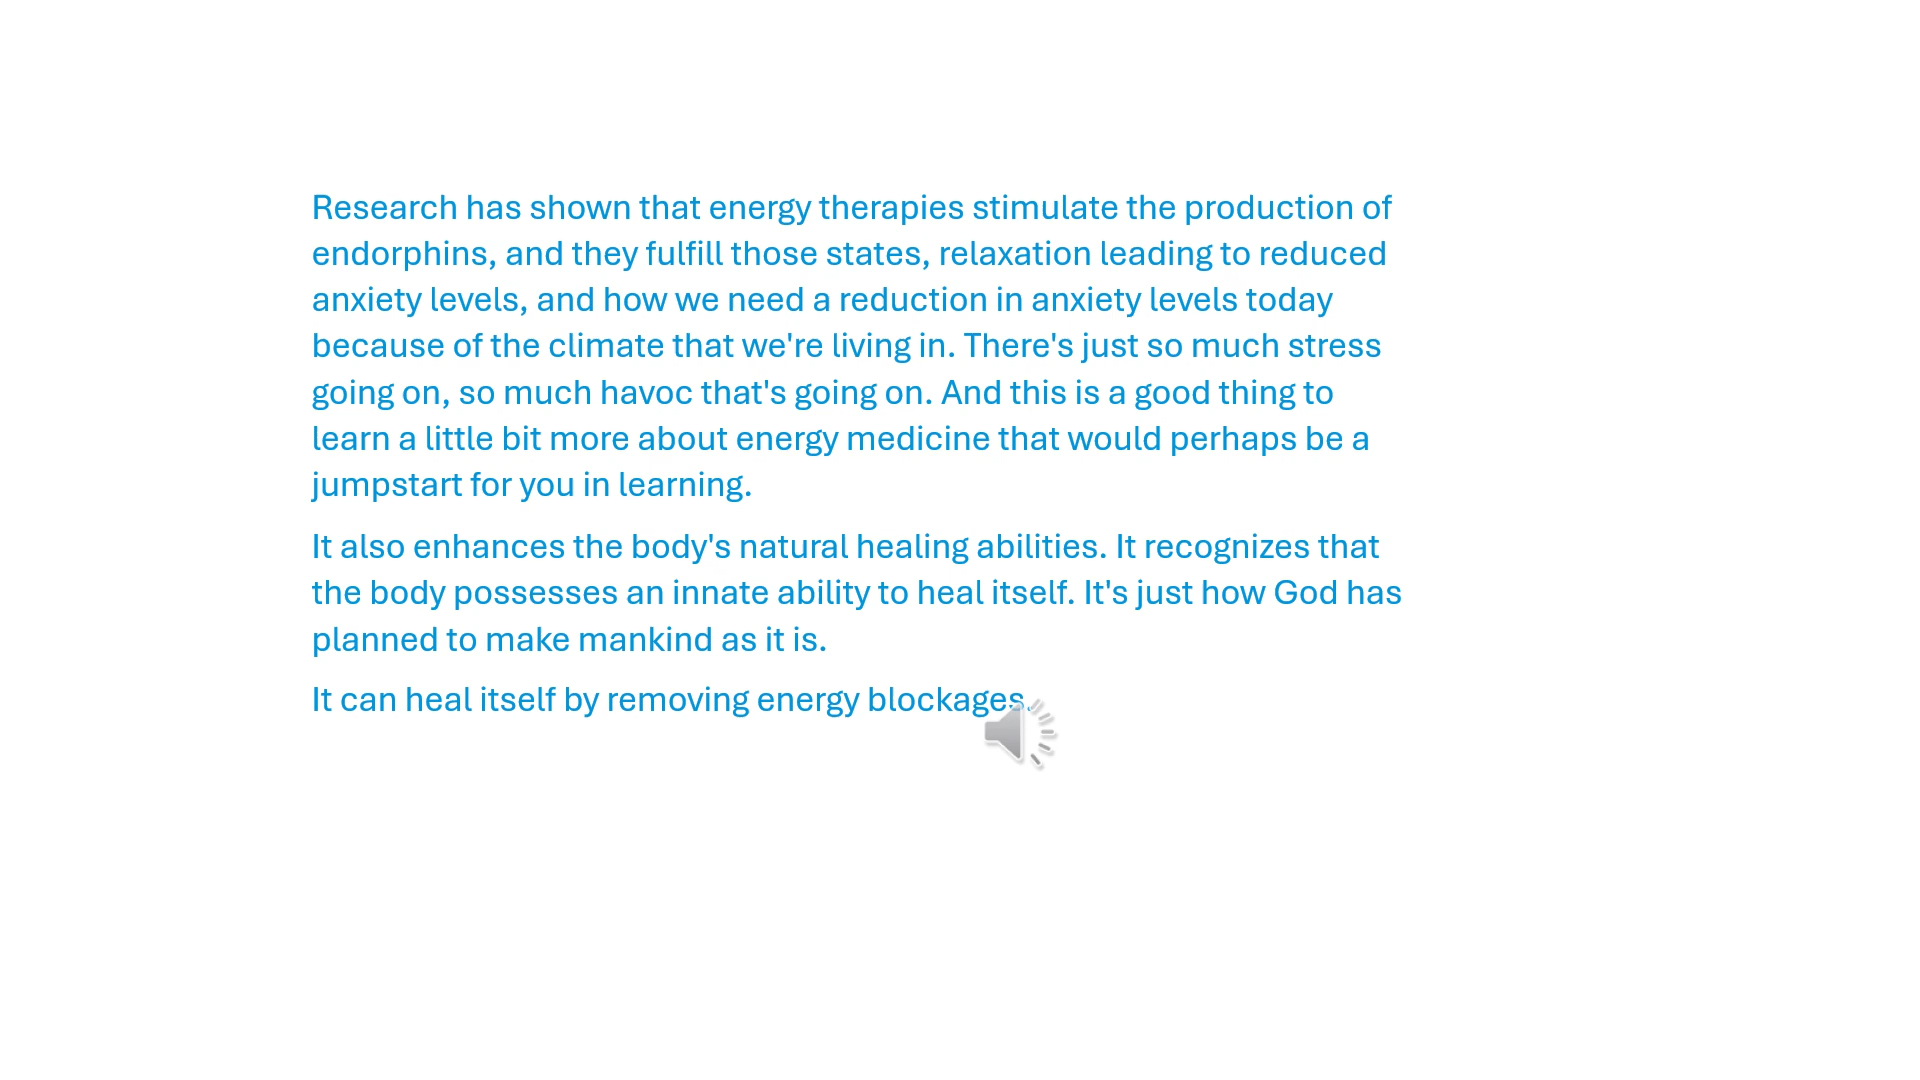 Research has shown that energy therapies stimulate the production of
endorphins, and they fulfill those states, relaxation leading to reduced
anxiety levels, and how we need a reduction in anxiety levels today
because of the climate that we're living in. There's just so much stress
going on, so much havoc that's going on. And this is a good thing to
learn a little bit more about energy medicine that would perhaps be a
jumpstart for you in learning.
It also enhances the body's natural healing abilities. It recognizes that
the body possesses an innate ability to heal itself. It's just how God has
planned to make mankind as it is.
It can heal itself by removing energy blockages.